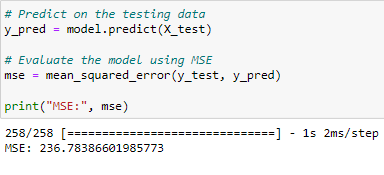 # Predict on the testing data
y_pred = model.predict(X_test)
# Evaluate the model using MSE
mse = mean_squared_error(y_test, y_pred)
print("MSE:", mse)
258/258 [==============================] - 1s 2ms/step
MSE: 236.78386601985773